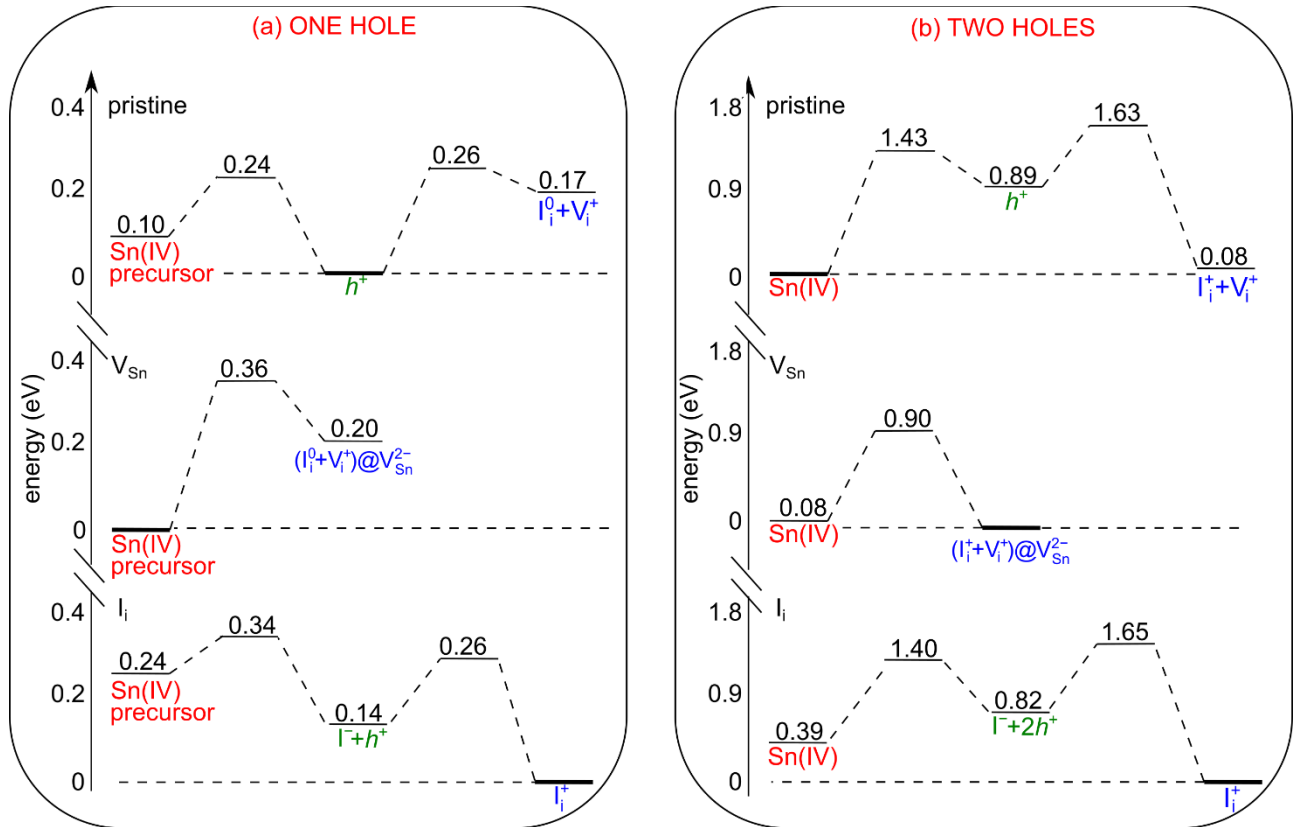 (a) ONE HOLE
energy (eV)
0.4
pristine
0.24
0.26
0.2
0.17
I_i^0+V_i^+
0.10
Sn(IV)
precursor
0
h^+
0.4
V_Sn
0.36
0.2
0.20
(I_i^0+V_i^+)@V_Sn^2−
0
Sn(IV)
precursor
0.4
I_i
0.34
0.26
0.24
0.2
Sn(IV)
precursor
0.14
I^−+h^+
0
I_i^+
(b) TWO HOLES
energy (eV)
1.8
pristine
1.63
1.43
0.9
0.89
h^+
0.08
0
Sn(IV)
I_i^++V_i^+
1.8
V_Sn
0.9
0.90
0.08
0
Sn(IV)
(I_i^++V_i^+)@V_Sn^2−
1.8
I_i
1.65
1.40
0.9
0.82
I^−+2h^+
0.39
Sn(IV)
0
I_i^+